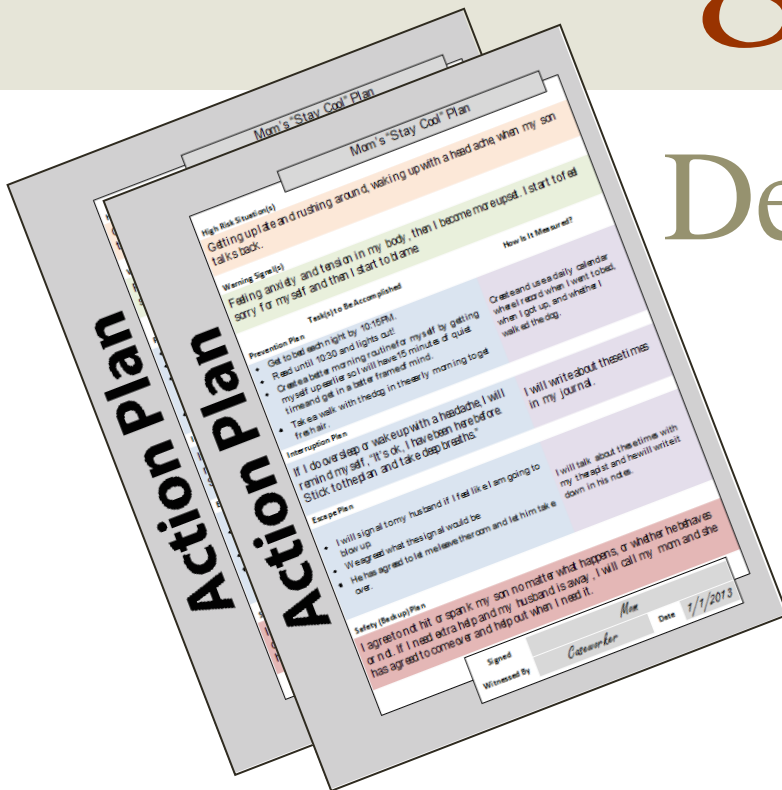 8
De
Mom's "Stay Cool" Plan
Action Plan
Mom's "Stay Cool" Plan
Action Plan
High Risk Situation(s)
Getting up late and rushing around, waking up with a headache, when my son
talks back.
Warning Signal(s)
Feeling anxiety and tension in my body, then I become more upset. I start to feel
sorry for myself and then I start to blame
Task(s) to Be Accomplished
How Is It Measured?
Prevention Plan
• Get to bed each night by 10:15PM.
• Read until 10:30 and lights out!
• Create a better morning routine for myself by getting
myself up earlier so I will have 15 minutes of quiet
time and get in a better frame of mind.
• Take a walk with the dog in the early morning to get
fresh air.
Create and use a daily calendar
where I record when I went to bed,
when I got up, and whether I
walked the dog.
Interruption Plan
If I do oversleep or wake up with a headache, I will
remind myself, "It's ok, I have been here before.
Stick to the plan and take deep breaths."
I will write about these times
in my journal.
Escape Plan
• I will signal to my husband if I feel like I am going to
blow up.
• We agreed what the signal would be
• He has agreed to let me leave the room and let him take
over.
I will talk about these times with
my therapist and he will write it
down in his notes.
Safety (Backup) Plan
I agree to not hit or spank my son no matter what happens, or whether he behaves
or not. If I need extra help and my husband is away, I will call my mom and she
has agreed to come over and help out when I need it.
Signed Mom Date 1/1/2013
Witnessed By Caseworker